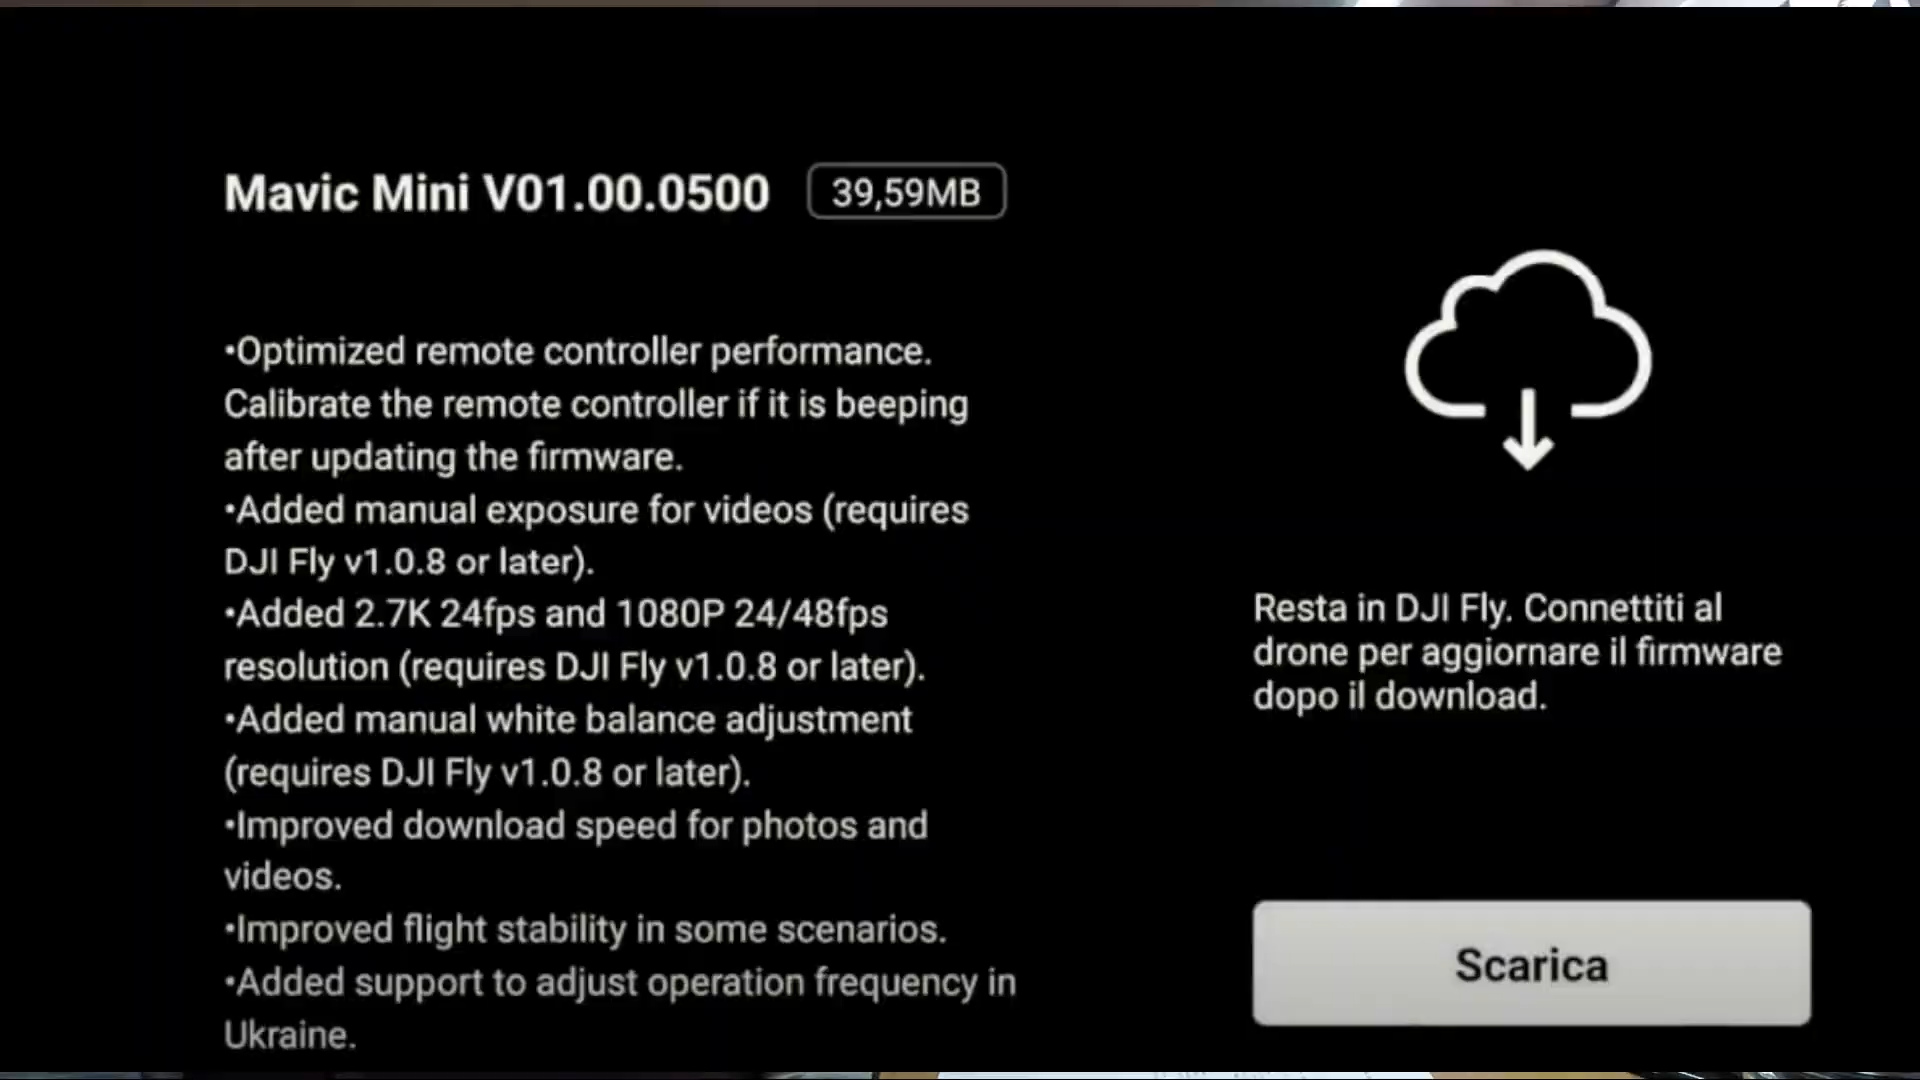 Mavic Mini V01.00.0500 39,59MB
•Optimized remote controller performance.
Calibrate the remote controller if it is beeping
after updating the firmware.
•Added manual exposure for videos (requires
DJI Fly v1.0.8 or later).
•Added 2.7K 24fps and 1080P 24/48fps
resolution (requires DJI Fly v1.0.8 or later).
•Added manual white balance adjustment
(requires DJI Fly v1.0.8 or later).
•Improved download speed for photos and
videos.
•Improved flight stability in some scenarios.
•Added support to adjust operation frequency in
Ukraine.
Resta in DJI Fly. Connettiti al
drone per aggiornare il firmware
dopo il download.
Scarica